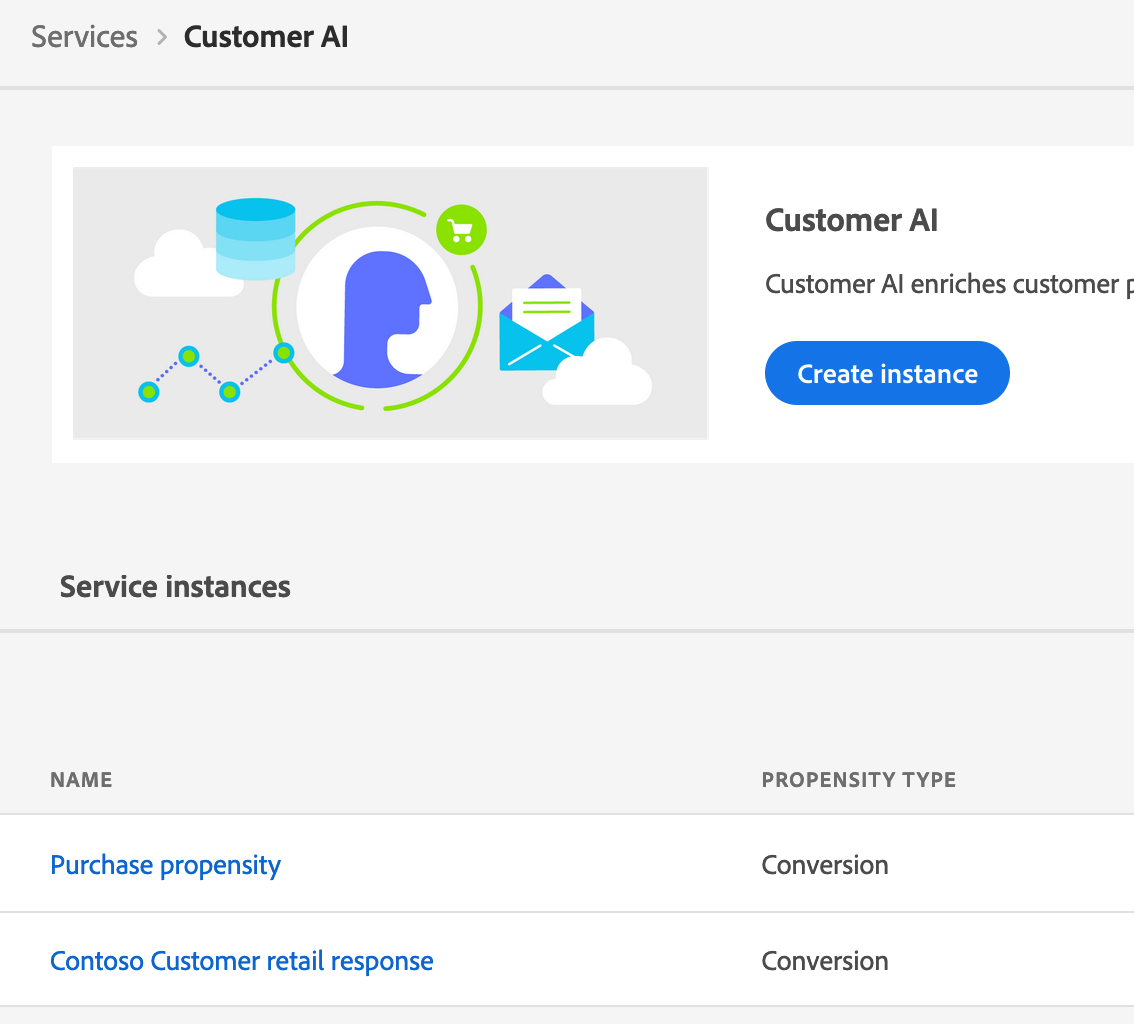 Services > Customer AI
Customer AI
Customer AI enriches customer
Create instance
Service instances
NAME PROPENSITY TYPE
Purchase propensity Conversion
Contoso Customer retail response Conversion